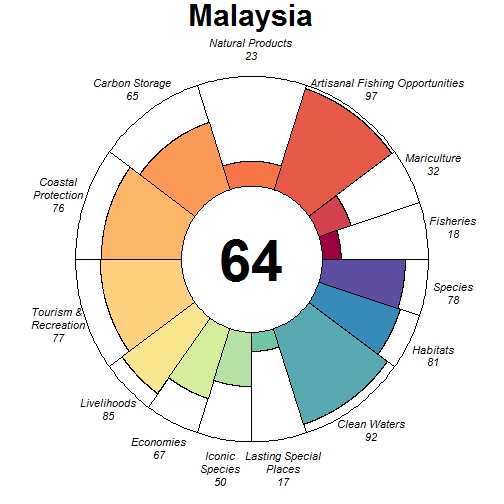 Malaysia
Natural Products
23
Artisanal Fishing Opportunities
97
Mariculture
32
Fisheries
18
Species
78
Habitats
81
Clean Waters
92
Lasting Special
Places
17
Iconic
Species
50
Economies
67
Livelihoods
85
Tourism &
Recreation
77
Coastal
Protection
76
Carbon Storage
65
64